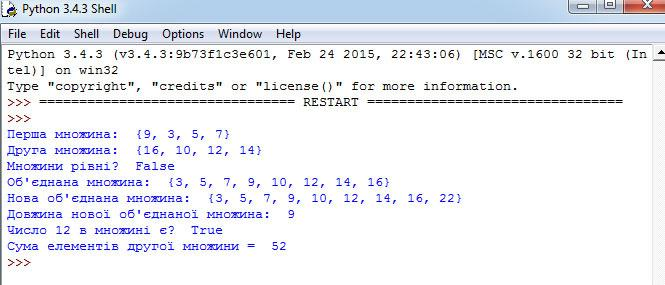 Python 3.4.3 Shell
File Edit Shell Debug Options Window Help
Python 3.4.3 (v3.4.3:9b73f1c3e601, Feb 24 2015, 22:43:06) [MSC v.1600 32 bit (In
tel)] on win32
Type "copyright", "credits" or "license()" for more information.
>>> ================================ RESTART ================================
>>>
Перша множина:  {9, 3, 5, 7}
Друга множина:  {16, 10, 12, 14}
Множини рівні?  False
Об'єднана множина:  {3, 5, 7, 9, 10, 12, 14, 16}
Нова об'єднана множина:  {3, 5, 7, 9, 10, 12, 14, 16, 22}
Довжина нової об'єднаної множини:  9
Число 12 в множині є?  True
Сума елементів другої множини =  52
>>>